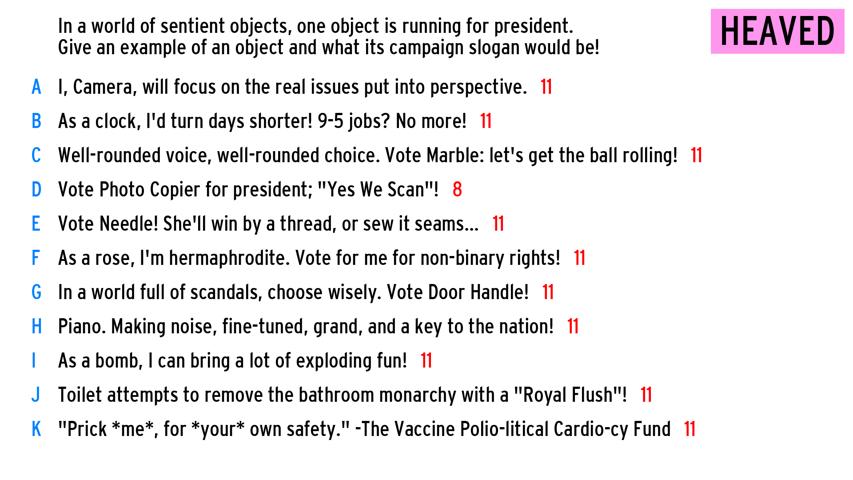 In a world of sentient objects, one object is running for president.
Give an example of an object and what its campaign slogan would be!
HEAVED
A I, Camera, will focus on the real issues put into perspective. 11
B As a clock, I'd turn days shorter! 9-5 jobs? No more! 11
C Well-rounded voice, well-rounded choice. Vote Marble: let's get the ball rolling! 11
D Vote Photo Copier for president; "Yes We Scan"! 8
E Vote Needle! She'll win by a thread, or sew it seams... 11
F As a rose, I'm hermaphrodite. Vote for me for non-binary rights! 11
G In a world full of scandals, choose wisely. Vote Door Handle! 11
H Piano. Making noise, fine-tuned, grand, and a key to the nation! 11
I As a bomb, I can bring a lot of exploding fun! 11
J Toilet attempts to remove the bathroom monarchy with a "Royal Flush"! 11
K "Prick *me*, for *your* own safety." -The Vaccine Polio-litical Cardio-cy Fund 11